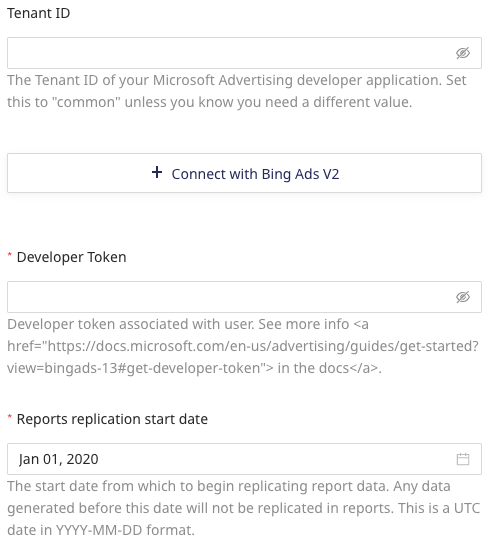 Tenant ID
The Tenant ID of your Microsoft Advertising developer application. Set
this to "common" unless you know you need a different value.
+ Connect with Bing Ads V2
* Developer Token
Developer token associated with user. See more info <a
href="https://docs.microsoft.com/en-us/advertising/guides/get-started?
view=bingads-13#get-developer-token"> in the docs</a>.
* Reports replication start date
Jan 01, 2020
The start date from which to begin replicating report data. Any data
generated before this date will not be replicated in reports. This is a UTC
date in YYYY-MM-DD format.